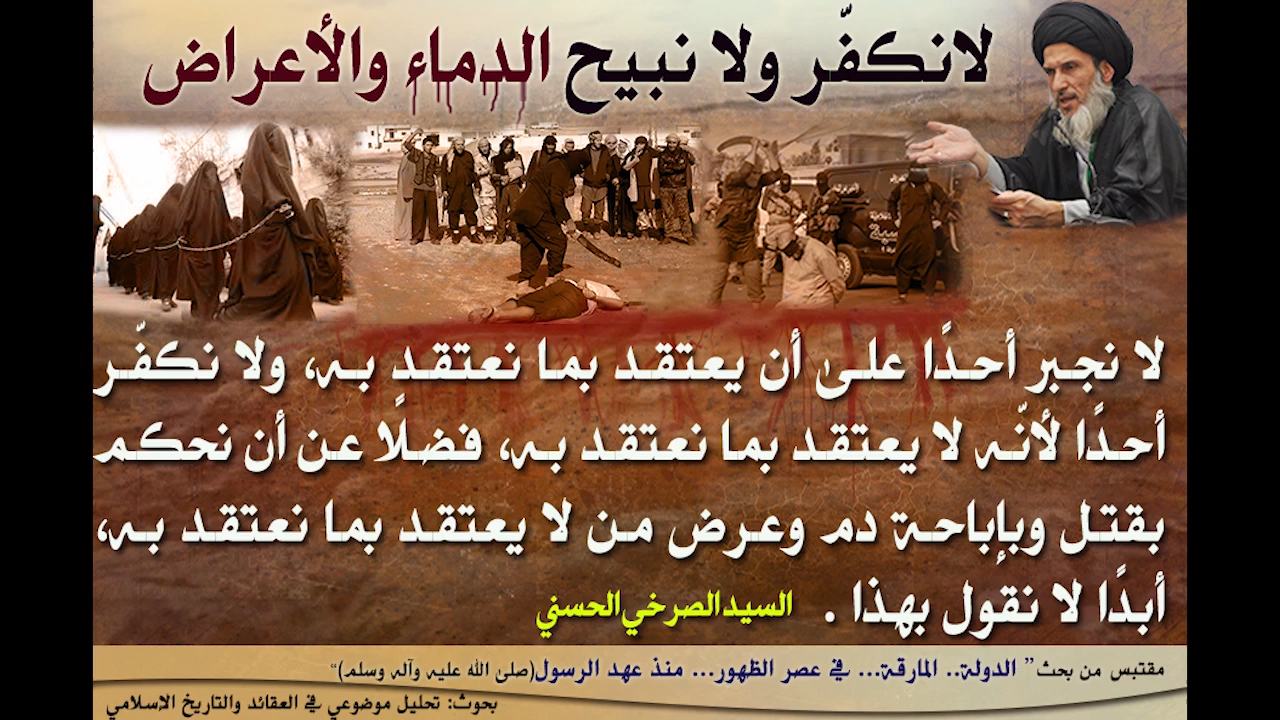 لانكفّر ولا نبيح الدماء والأعراض
لا نجبر أحدًا على أن يعتقد بما نعتقد به، ولا نكفّر
أحدًا لأنّه لا يعتقد بما نعتقد به، فضلًا عن أن نحكم
بقتل وبإباحة دم وعرض من لا يعتقد بما نعتقد به،
أبدًا لا نقول بهذا . السيد الصرخي الحسني
مقتبس من بحث" الدولة.. المارقة... في عصر الظهور... منذ عهد الرسول(صلى الله عليه وآله وسلم)"
بحوث: تحليل موضوعي في العقائد والتاريخ الإسلامي